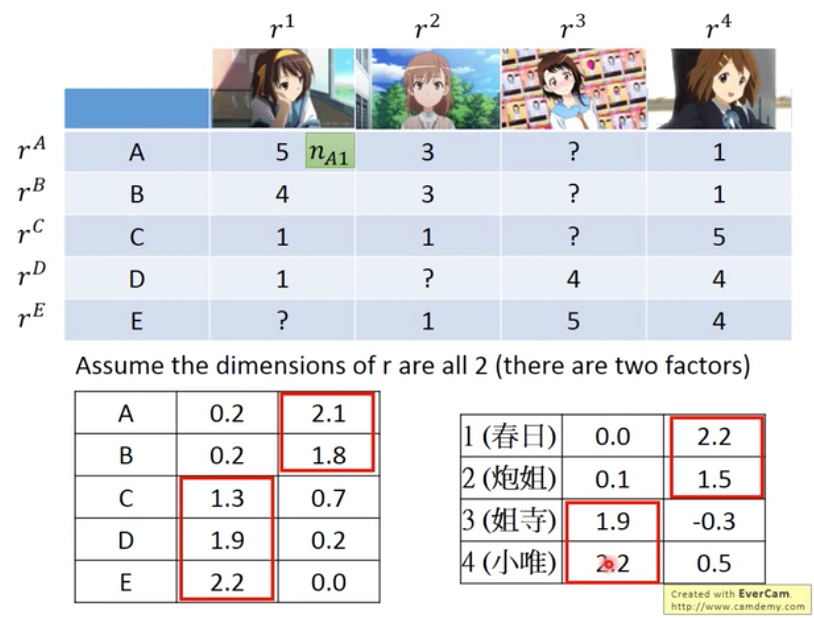 r¹ r² r³ r⁴
r^A A 5 n_{A1} 3 ? 1
r^B B 4 3 ? 1
r^C C 1 1 ? 5
r^D D 1 ? 4 4
r^E E ? 1 5 4
Assume the dimensions of r are all 2 (there are two factors)
A 0.2 2.1
B 0.2 1.8
C 1.3 0.7
D 1.9 0.2
E 2.2 0.0
1 (春日) 0.0 2.2
2 (炮姐) 0.1 1.5
3 (姐寺) 1.9 -0.3
4 (小唯) 2.2 0.5
Created with EverCam.
http://www.camdemy.com